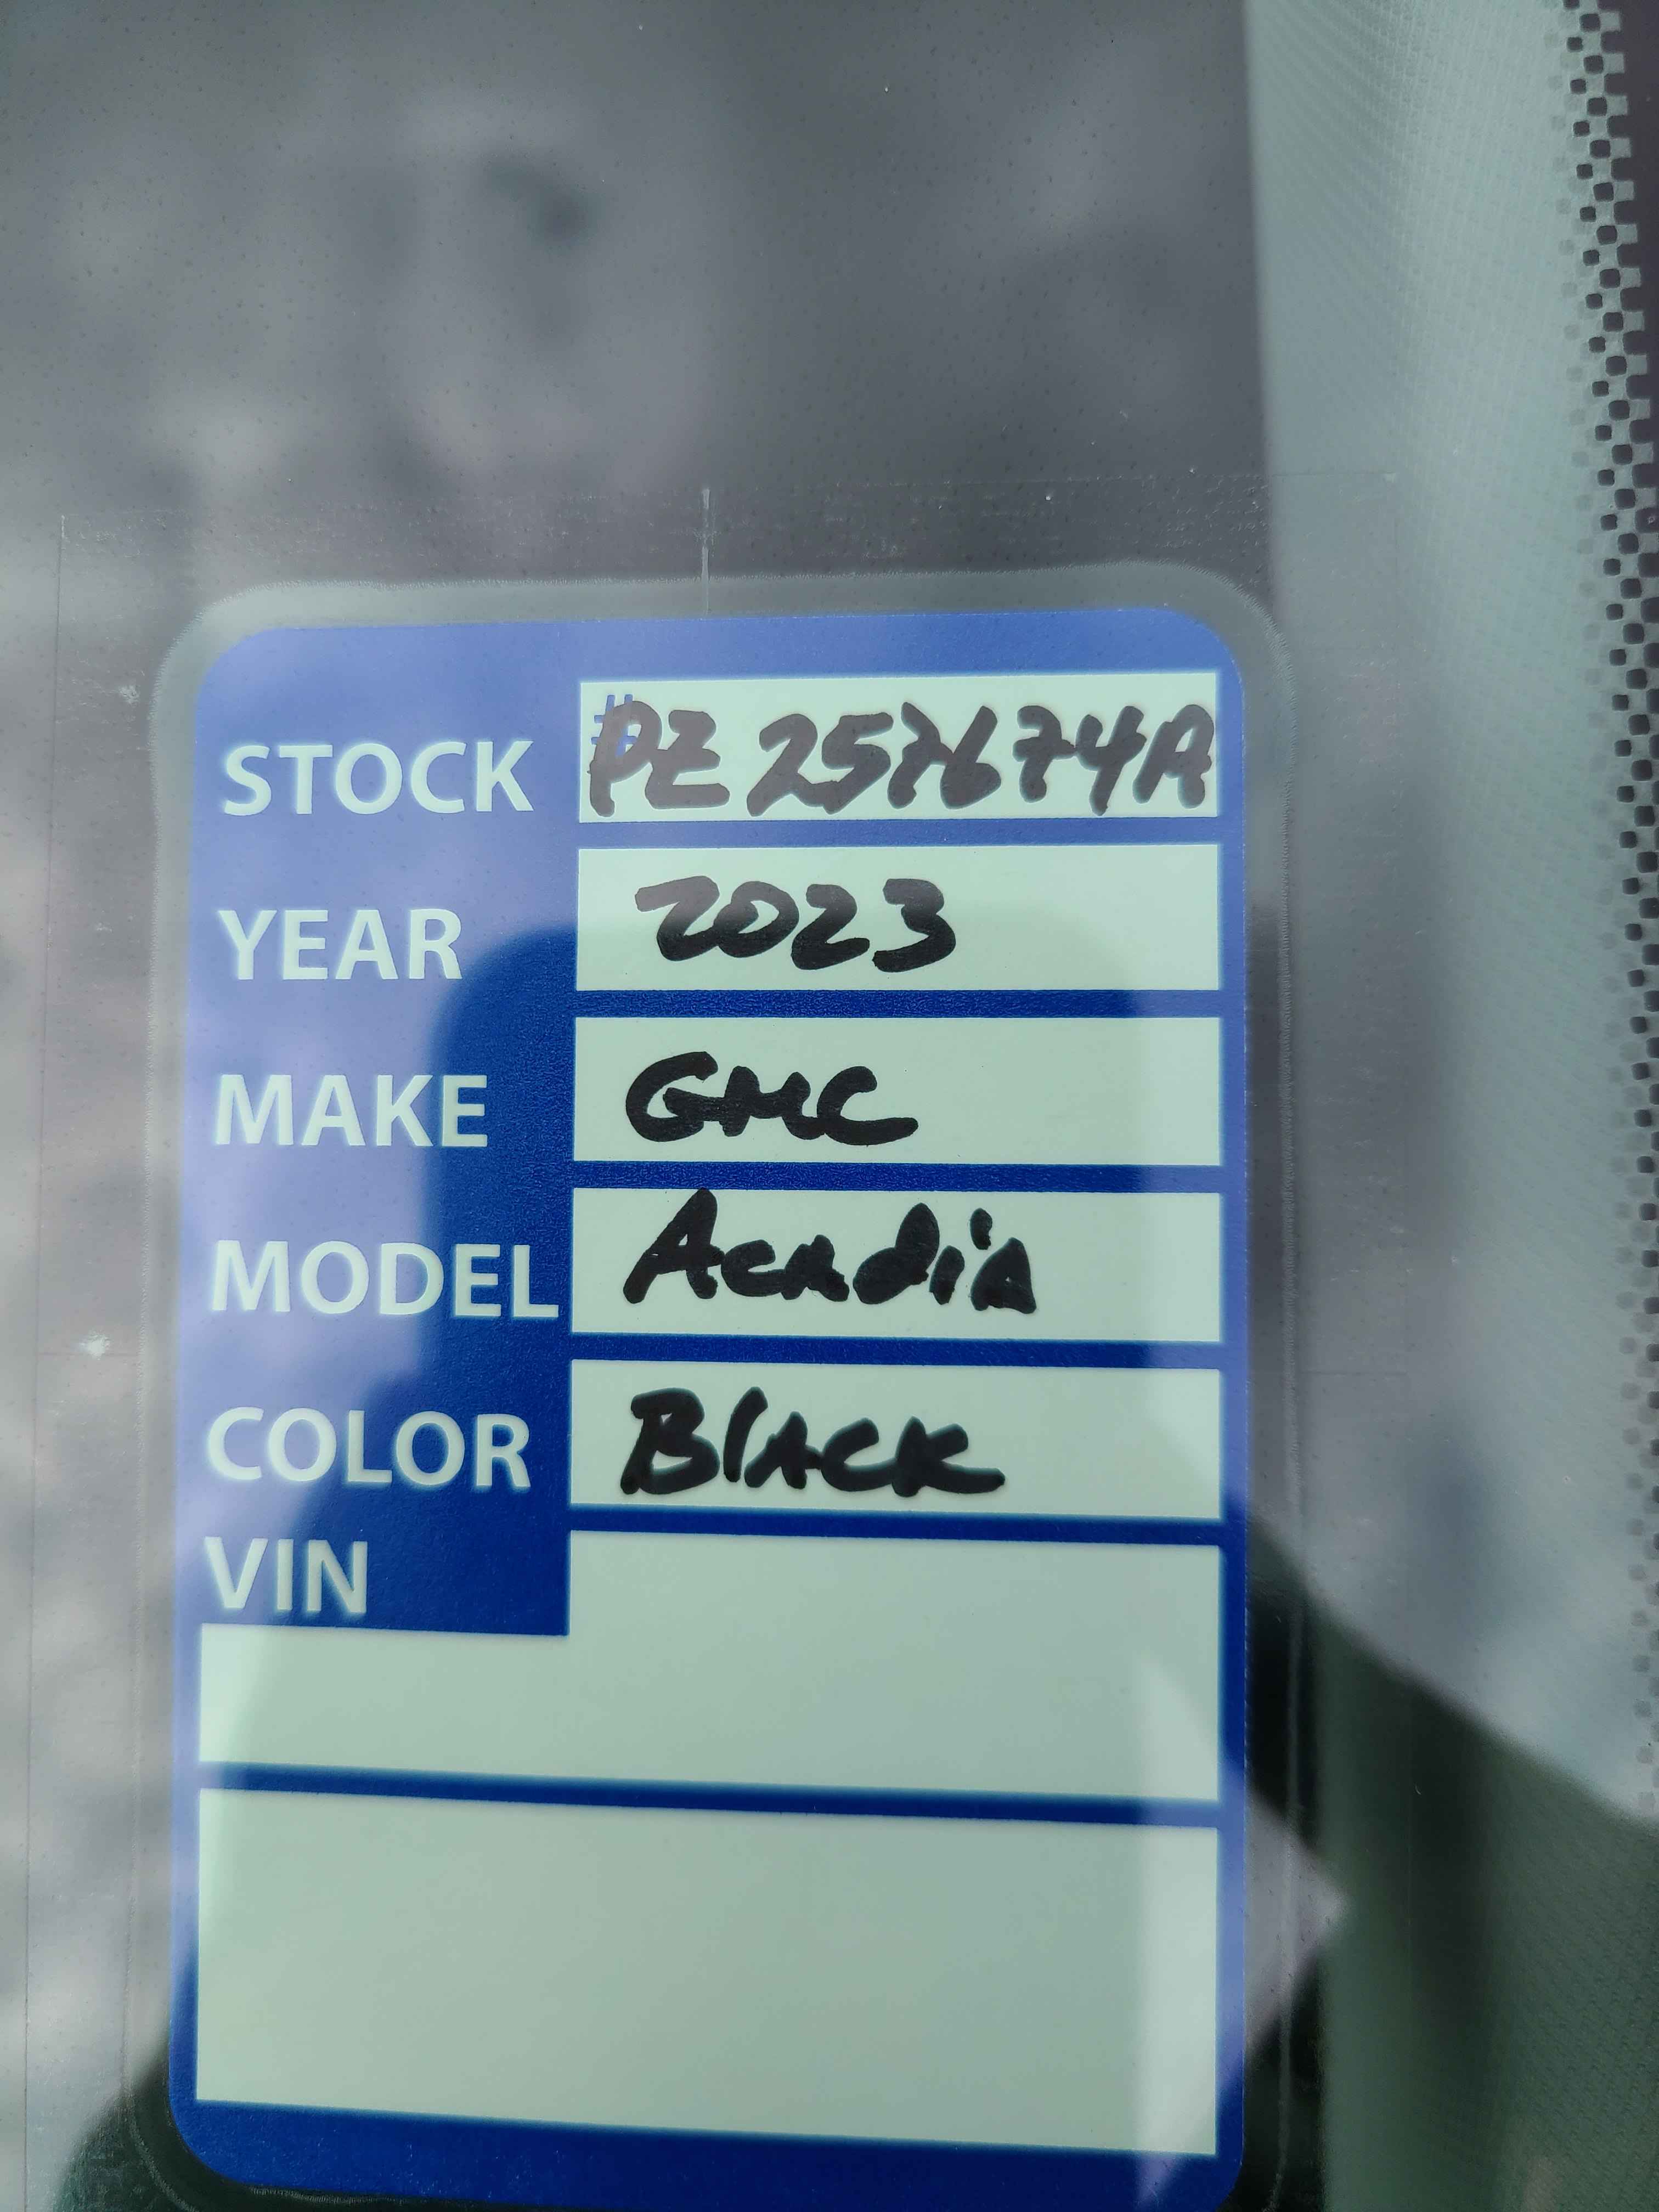 STOCK #PZ257674A
YEAR 2023
MAKE GMC
MODEL Acadia
COLOR Black
VIN